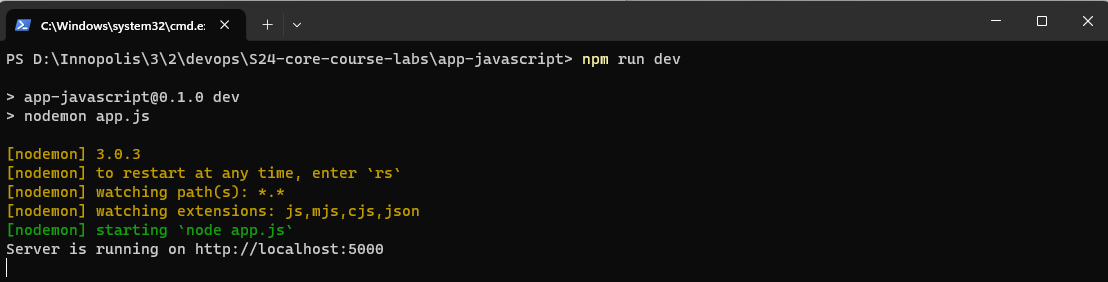 C:\Windows\system32\cmd.e:
PS D:\Innopolis\3\2\devops\S24-core-course-labs\app-javascript> npm run dev
> app-javascript@0.1.0 dev
> nodemon app.js
[nodemon] 3.0.3
[nodemon] to restart at any time, enter `rs`
[nodemon] watching path(s): *.*
[nodemon] watching extensions: js,mjs,cjs,json
[nodemon] starting `node app.js`
Server is running on http://localhost:5000